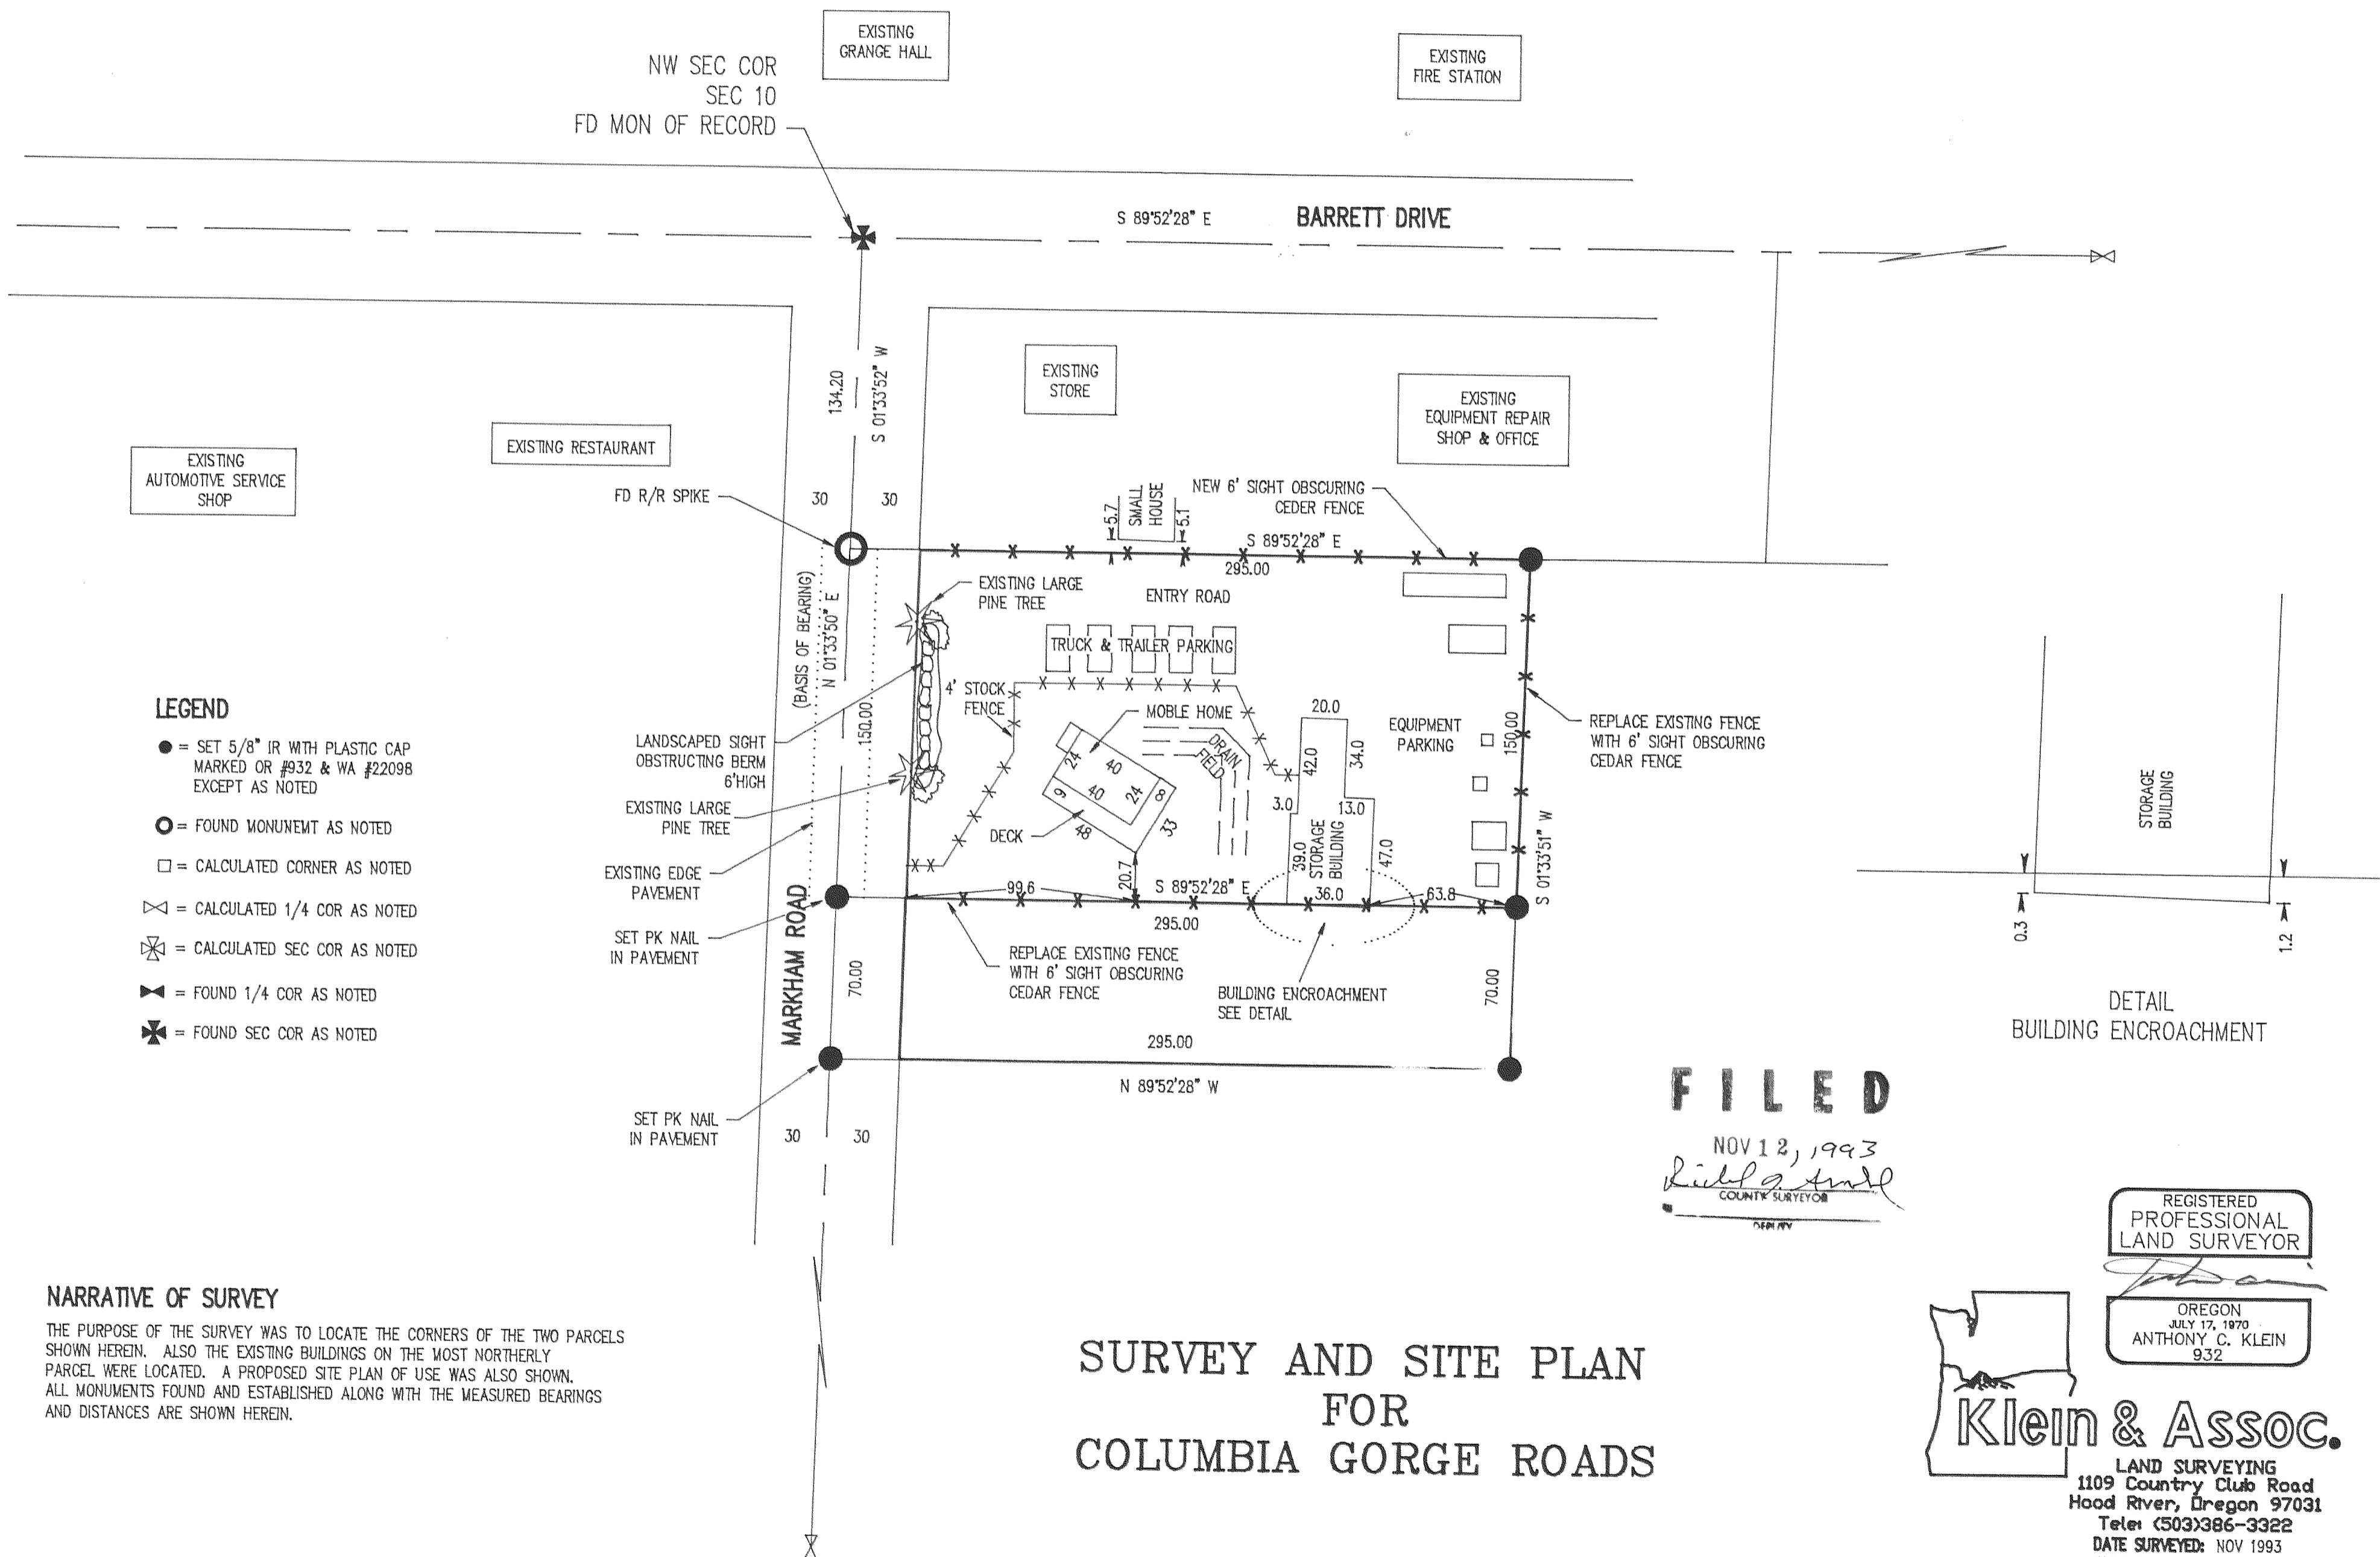 EXISTING
GRANGE HALL
EXISTING
FIRE STATION
NW SEC COR
SEC 10
FD MON OF RECORD
S 89°52'28" E
BARRETT DRIVE
134.20
S 01°33'52" W
EXISTING
STORE
EXISTING
EQUIPMENT REPAIR
SHOP & OFFICE
EXISTING
AUTOMOTIVE SERVICE
SHOP
EXISTING RESTAURANT
FD R/R SPIKE
30
30
5.7
SMALL
HOUSE
5.1
NEW 6' SIGHT OBSCURING
CEDER FENCE
S 89°52'28" E
295.00
(BASIS OF BEARING)
N 01°33'50" E
150.00
EXISTING LARGE
PINE TREE
ENTRY ROAD
TRUCK & TRAILER PARKING
4' STOCK
FENCE
MOBLE HOME
24
40
40
24
8
9
48
33
DECK
DRAIN
FIELD
20.0
42.0
34.0
3.0
13.0
39.0
STORAGE
BUILDING
47.0
36.0
EQUIPMENT
PARKING
150.00
REPLACE EXISTING FENCE
WITH 6' SIGHT OBSCURING
CEDAR FENCE
S 01°33'51" W
LANDSCAPED SIGHT
OBSTRUCTING BERM
6'HIGH
EXISTING LARGE
PINE TREE
EXISTING EDGE
PAVEMENT
SET PK NAIL
IN PAVEMENT
MARKHAM ROAD
99.6
20.7
S 89°52'28" E
63.8
295.00
REPLACE EXISTING FENCE
WITH 6' SIGHT OBSCURING
CEDAR FENCE
BUILDING ENCROACHMENT
SEE DETAIL
70.00
70.00
295.00
N 89°52'28" W
SET PK NAIL
IN PAVEMENT
30
30
LEGEND
= SET 5/8" IR WITH PLASTIC CAP
MARKED OR #932 & WA #22098
EXCEPT AS NOTED
= FOUND MONUNEMT AS NOTED
= CALCULATED CORNER AS NOTED
= CALCULATED 1/4 COR AS NOTED
= CALCULATED SEC COR AS NOTED
= FOUND 1/4 COR AS NOTED
= FOUND SEC COR AS NOTED
STORAGE
BUILDING
0.3
1.2
DETAIL
BUILDING ENCROACHMENT
FILED
NOV 12, 1993
COUNTY SURVEYOR
DEPUTY
NARRATIVE OF SURVEY
THE PURPOSE OF THE SURVEY WAS TO LOCATE THE CORNERS OF THE TWO PARCELS
SHOWN HEREIN. ALSO THE EXISTING BUILDINGS ON THE MOST NORTHERLY
PARCEL WERE LOCATED. A PROPOSED SITE PLAN OF USE WAS ALSO SHOWN.
ALL MONUMENTS FOUND AND ESTABLISHED ALONG WITH THE MEASURED BEARINGS
AND DISTANCES ARE SHOWN HEREIN.
SURVEY AND SITE PLAN
FOR
COLUMBIA GORGE ROADS
REGISTERED
PROFESSIONAL
LAND SURVEYOR
OREGON
JULY 17, 1970
ANTHONY C. KLEIN
932
Klein & Assoc.
LAND SURVEYING
1109 Country Club Road
Hood River, Oregon 97031
Tele: (503)386-3322
DATE SURVEYED: NOV 1993